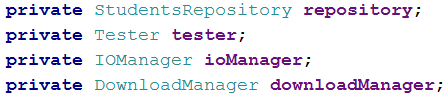 private StudentsRepository repository;
private Tester tester;
private IOManager ioManager;
private DownloadManager downloadManager;